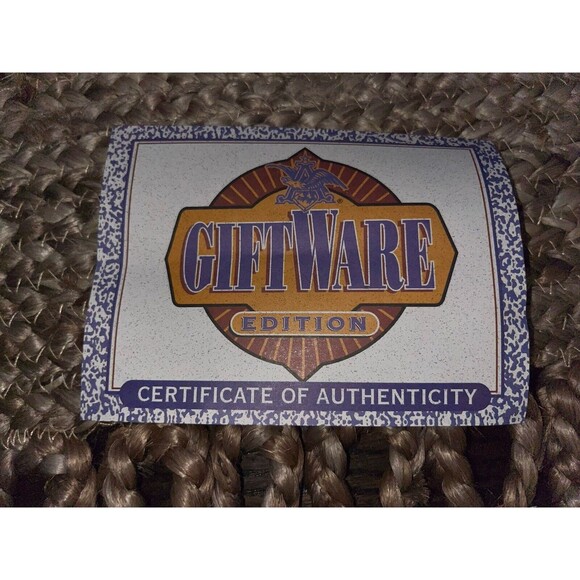 GIFTWARE®
EDITION
CERTIFICATE OF AUTHENTICITY